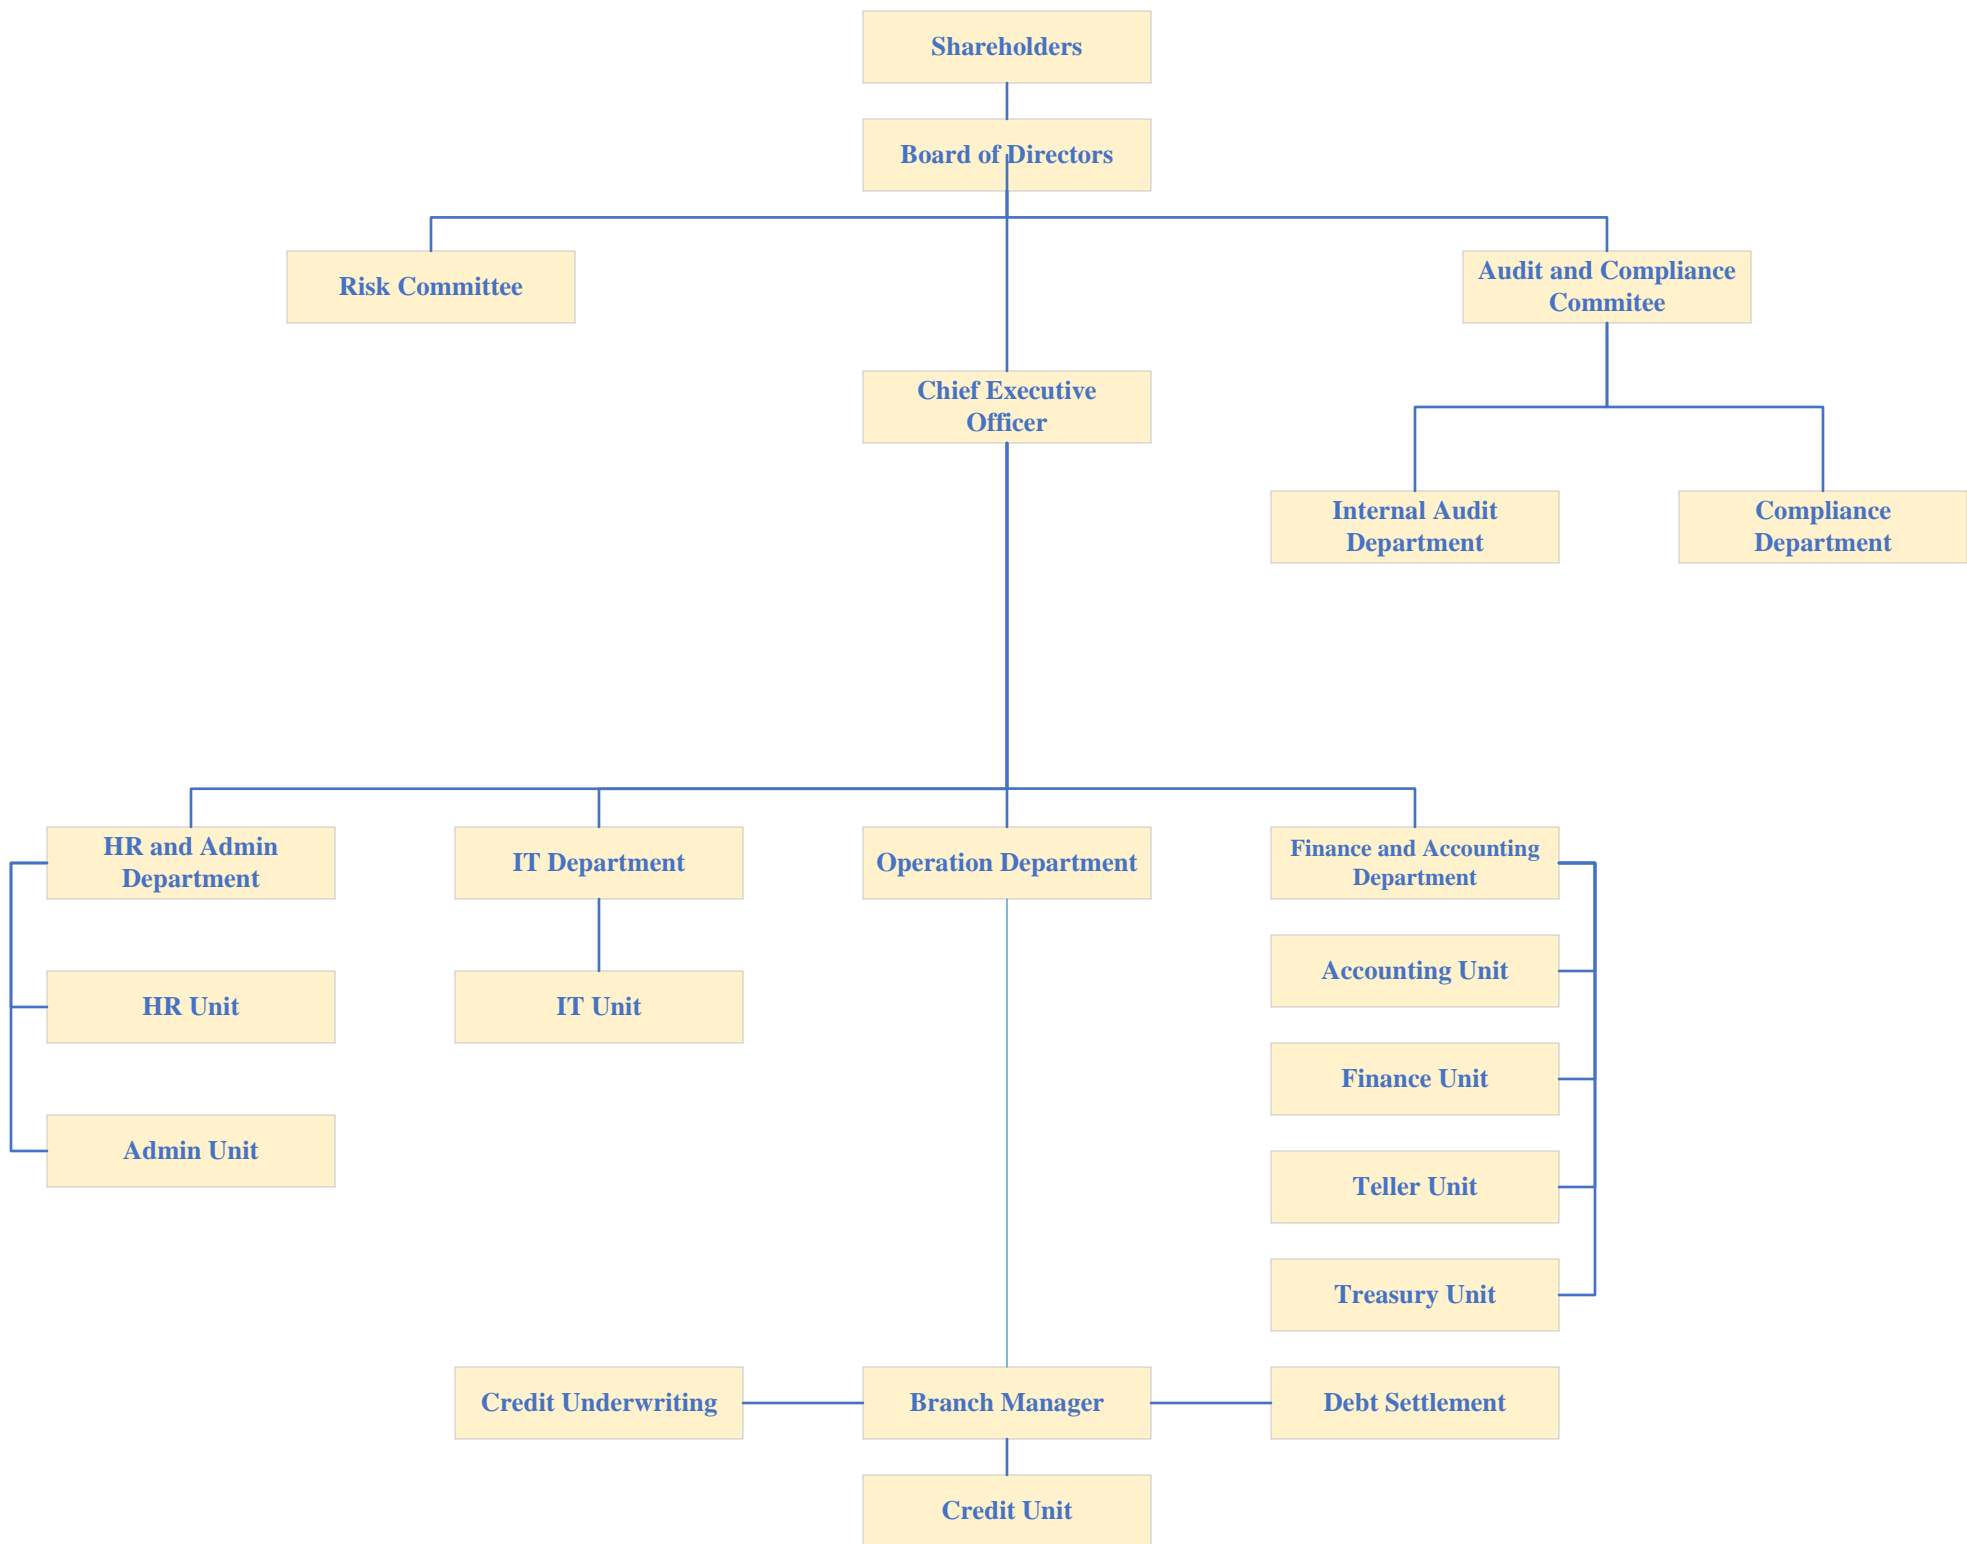 Shareholders
Board of Directors
Risk Committee
Audit and Compliance
Commitee
Chief Executive
Officer
Internal Audit
Department
Compliance
Department
HR and Admin
Department
IT Department
Operation Department
Finance and Accounting
Department
Accounting Unit
HR Unit
IT Unit
Finance Unit
Admin Unit
Teller Unit
Treasury Unit
Credit Underwriting
Branch Manager
Debt Settlement
Credit Unit